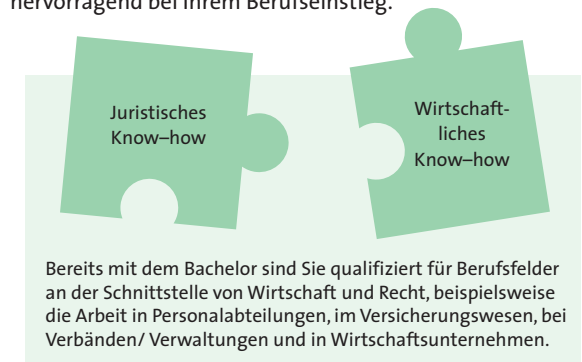 hervorragend bei Ihrem Berufseinstieg.
Juristisches
Know–how
Wirtschaft-
liches
Know–how
Bereits mit dem Bachelor sind Sie qualifiziert für Berufsfelder
an der Schnittstelle von Wirtschaft und Recht, beispielsweise
die Arbeit in Personalabteilungen, im Versicherungswesen, bei
Verbänden/ Verwaltungen und in Wirtschaftsunternehmen.